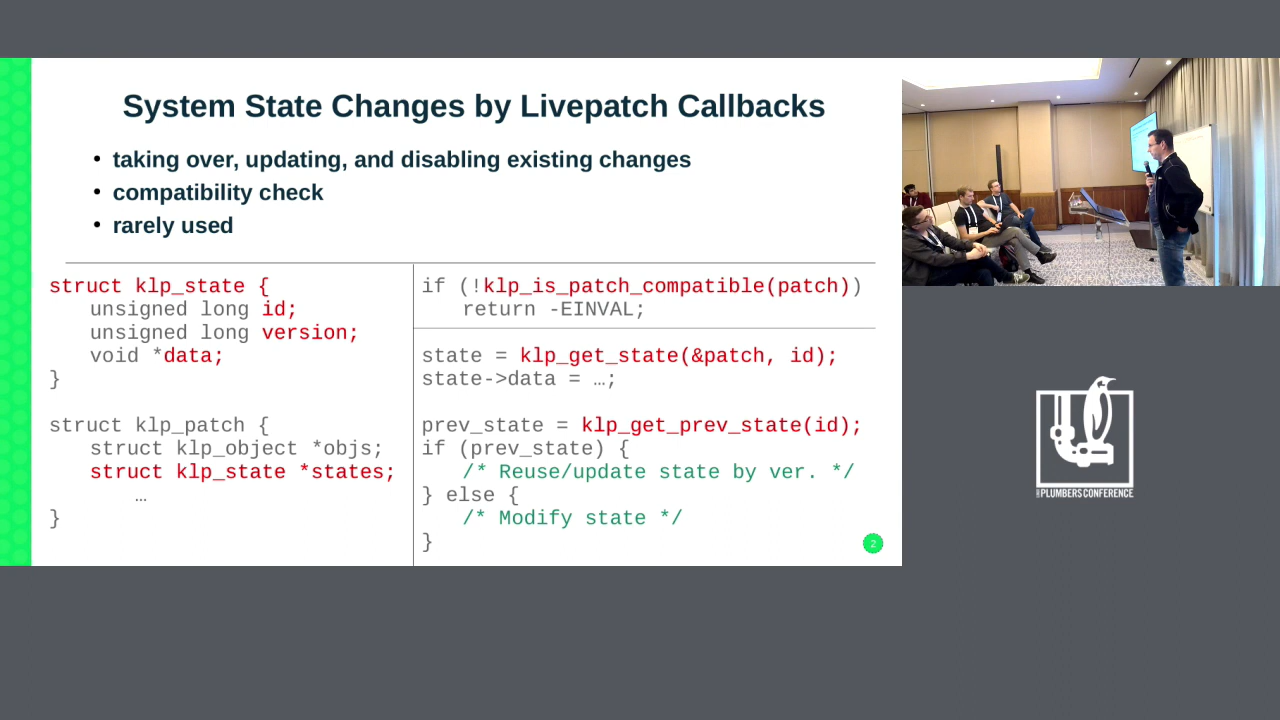 System State Changes by Livepatch Callbacks
• taking over, updating, and disabling existing changes
• compatibility check
• rarely used
struct klp_state {
unsigned long id;
unsigned long version;
void *data;
}
struct klp_patch {
struct klp_object *objs;
struct klp_state *states;
…
}
if (!klp_is_patch_compatible(patch))
return -EINVAL;
state = klp_get_state(&patch, id);
state->data = …;
prev_state = klp_get_prev_state(id);
if (prev_state) {
/* Reuse/update state by ver. */
} else {
/* Modify state */
}
2
PLUMBERS CONFERENCE